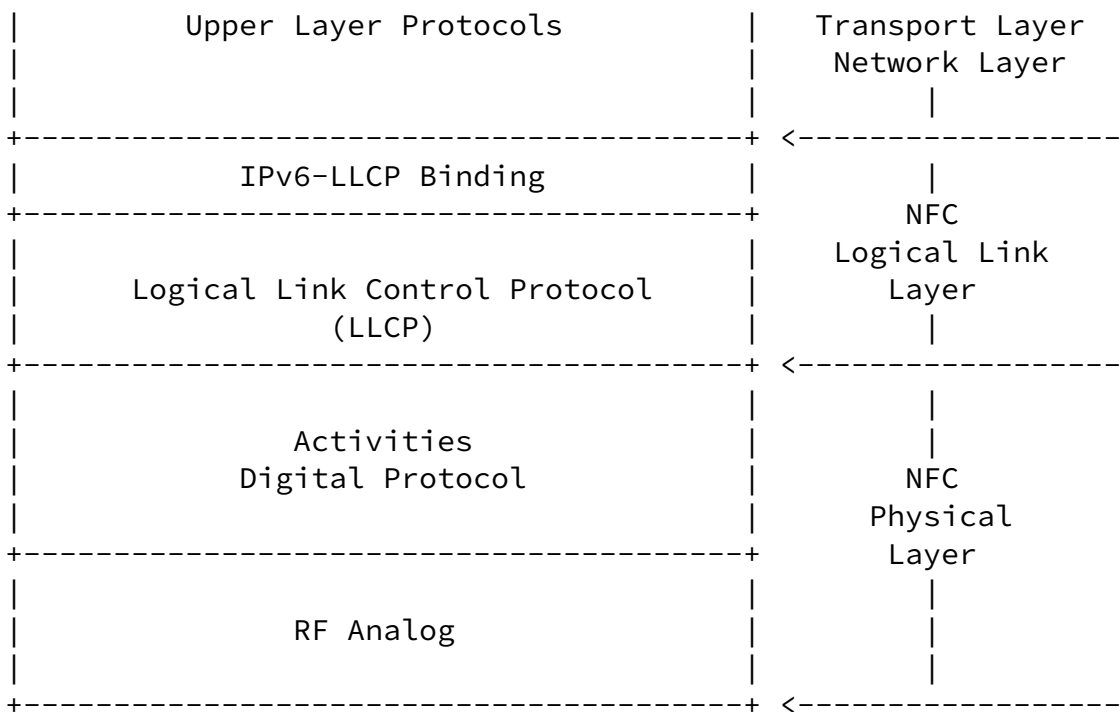 Upper Layer Protocols Transport Layer
Network Layer
IPv6-LLCP Binding
NFC
Logical Link
Logical Link Control Protocol Layer
(LLCP)
Activities
Digital Protocol NFC
Physical
Layer
RF Analog